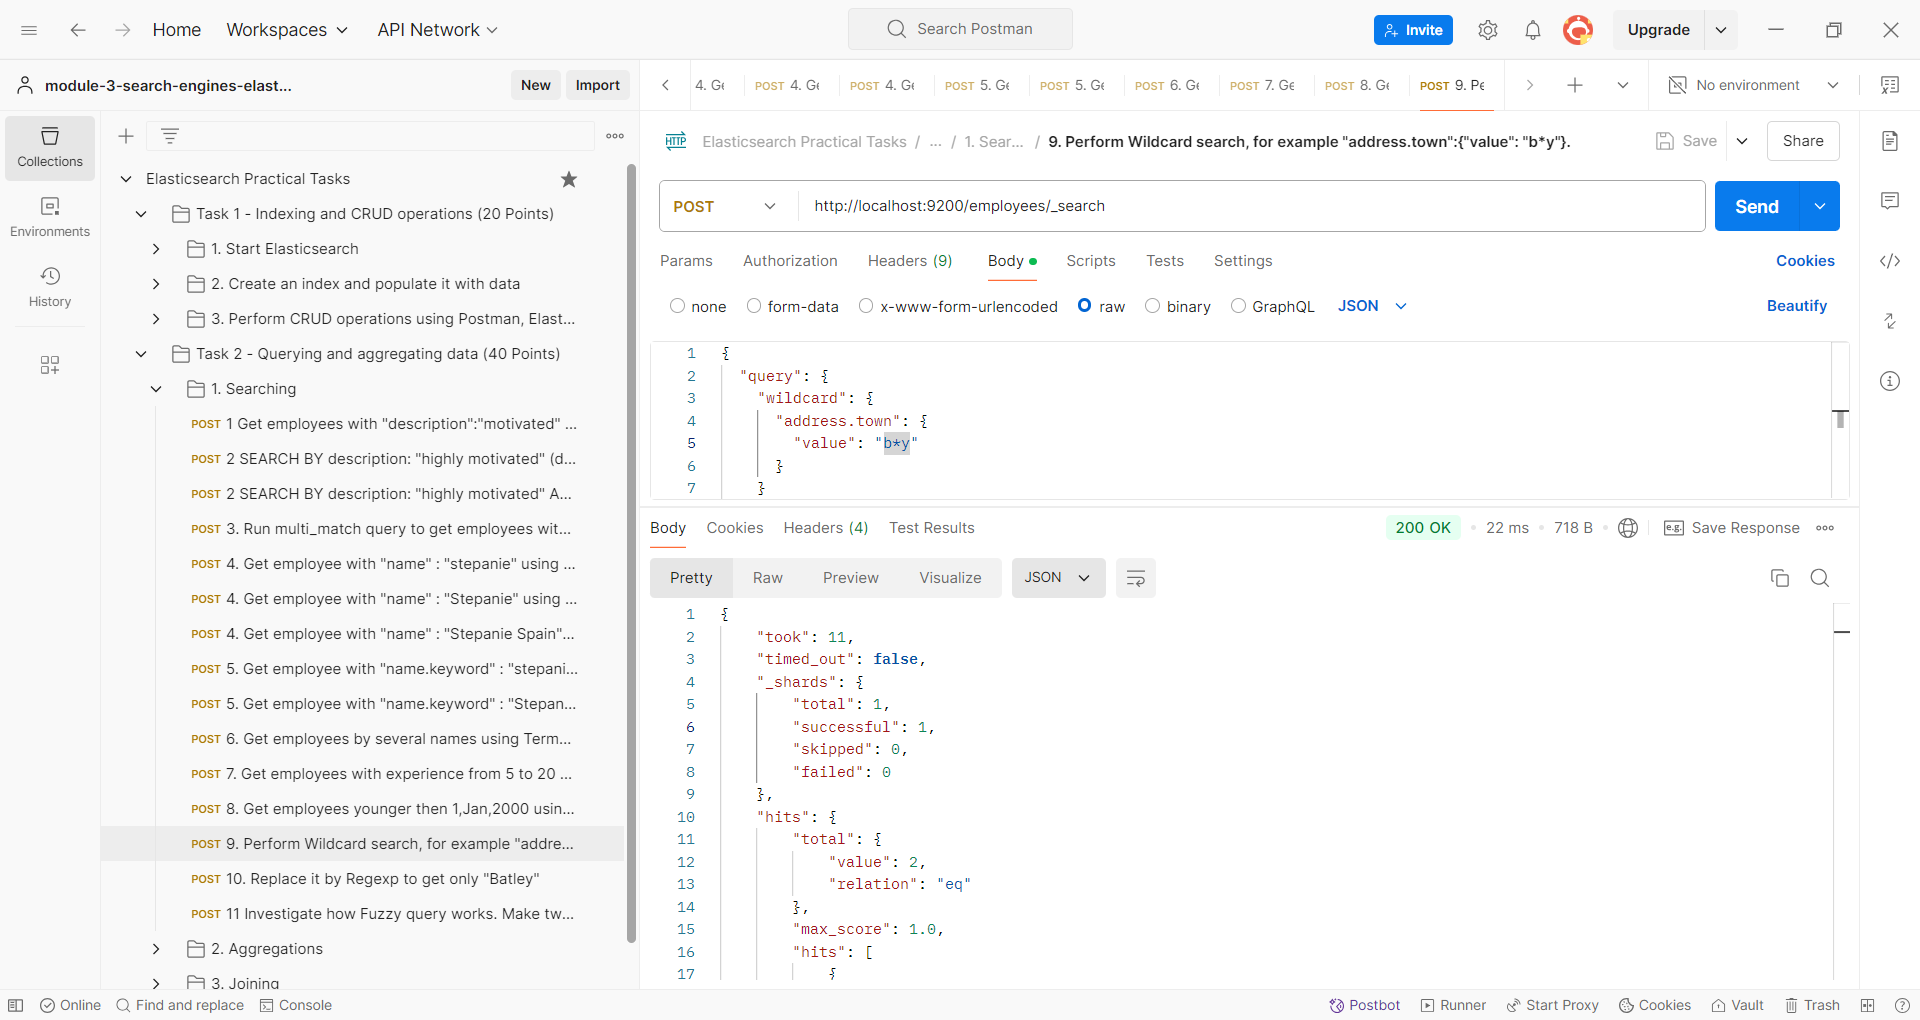 Home
Workspaces
API Network
Search Postman
Invite
Upgrade
module-3-search-engines-elast...
New
Import
4. Ge
POST 4. Ge
POST 4. Ge
POST 5. Ge
POST 5. Ge
POST 6. Ge
POST 7. Ge
POST 8. Ge
POST 9. Pe
No environment
Collections
Environments
History
Elasticsearch Practical Tasks
Task 1 - Indexing and CRUD operations (20 Points)
1. Start Elasticsearch
2. Create an index and populate it with data
3. Perform CRUD operations using Postman, Elast...
Task 2 - Querying and aggregating data (40 Points)
1. Searching
POST 1 Get employees with "description":"motivated" ...
POST 2 SEARCH BY description: "highly motivated" (d...
POST 2 SEARCH BY description: "highly motivated" A...
POST 3. Run multi_match query to get employees wit...
POST 4. Get employee with "name" : "stepanie" using ...
POST 4. Get employee with "name" : "Stepanie" using ...
POST 4. Get employee with "name" : "Stepanie Spain"...
POST 5. Get employee with "name.keyword" : "stepani...
POST 5. Get employee with "name.keyword" : "Stepan...
POST 6. Get employees by several names using Term...
POST 7. Get employees with experience from 5 to 20 ...
POST 8. Get employees younger then 1,Jan,2000 usin...
POST 9. Perform Wildcard search, for example "addre...
POST 10. Replace it by Regexp to get only "Batley"
POST 11 Investigate how Fuzzy query works. Make tw...
2. Aggregations
3. Joining
HTTP Elasticsearch Practical Tasks / ... / 1. Sear... / 9. Perform Wildcard search, for example "address.town":{"value": "b*y"}.
Save
Share
POST
http://localhost:9200/employees/_search
Send
Params
Authorization
Headers (9)
Body
Scripts
Tests
Settings
Cookies
none
form-data
x-www-form-urlencoded
raw
binary
GraphQL
JSON
Beautify
1 {
2 "query": {
3 "wildcard": {
4 "address.town": {
5 "value": "b*y"
6 }
7 }
Body
Cookies
Headers (4)
Test Results
200 OK
22 ms
718 B
e.g. Save Response
Pretty
Raw
Preview
Visualize
JSON
1 {
2 "took": 11,
3 "timed_out": false,
4 "_shards": {
5 "total": 1,
6 "successful": 1,
7 "skipped": 0,
8 "failed": 0
9 },
10 "hits": {
11 "total": {
12 "value": 2,
13 "relation": "eq"
14 },
15 "max_score": 1.0,
16 "hits": [
17 {
Online
Find and replace
Console
Postbot
Runner
Start Proxy
Cookies
Vault
Trash